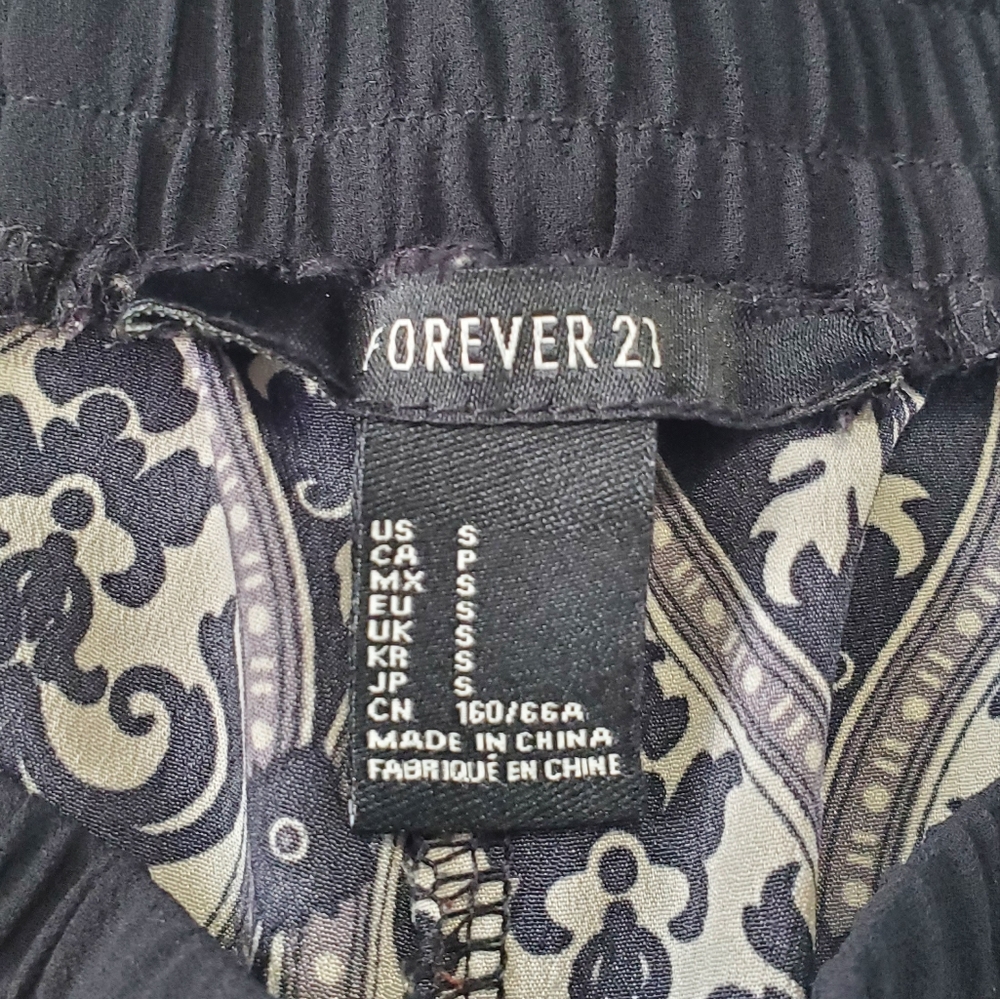 FOREVER 21
US S
CA P
MX S
EU S
UK S
KR S
JP S
CN 160/66A
MADE IN CHINA
FABRIQUÉ EN CHINE